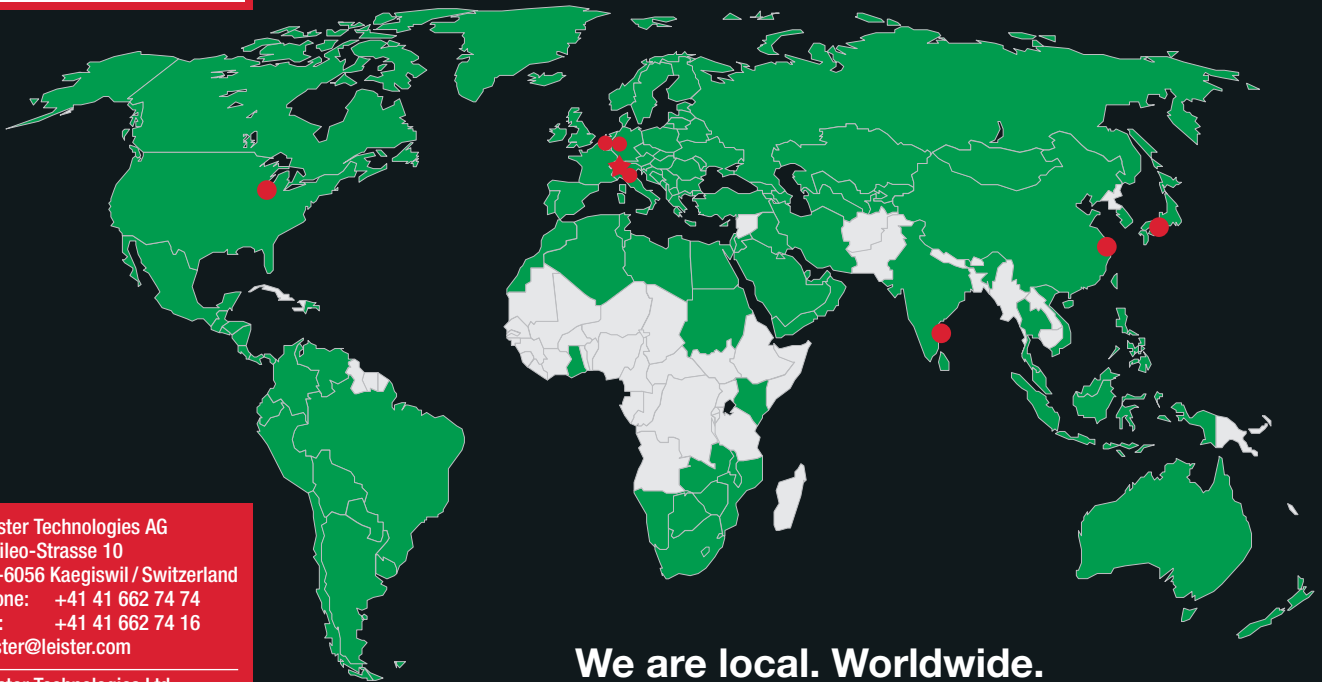 ster Technologies AG
ileo-Strasse 10
-6056 Kaegiswil / Switzerland
one: +41 41 662 74 74
: +41 41 662 74 16
ster@leister.com
We are local. Worldwide.